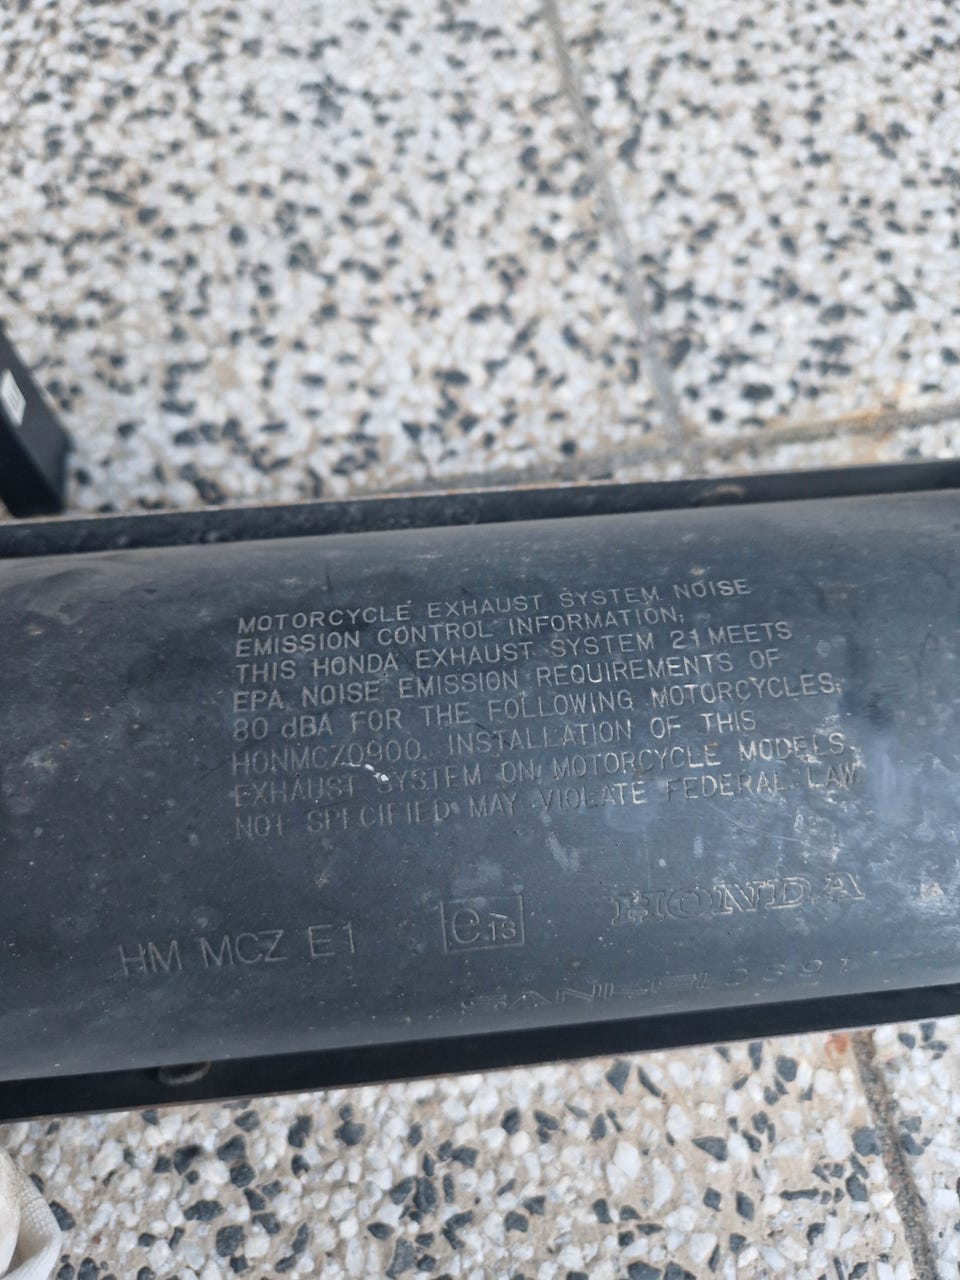 MOTORCYCLE EXHAUST SYSTEM NOISE
EMISSION CONTROL INFORMATION;
THIS HONDA EXHAUST SYSTEM 21 MEETS
EPA NOISE EMISSION REQUIREMENTS OF
80 dBA FOR THE FOLLOWING MOTORCYCLES;
HONMCZ0900. INSTALLATION OF THIS
EXHAUST SYSTEM ON MOTORCYCLE MODELS
NOT SPECIFIED MAY VIOLATE FEDERAL LAW
HM MCZ E1
e 13
HONDA